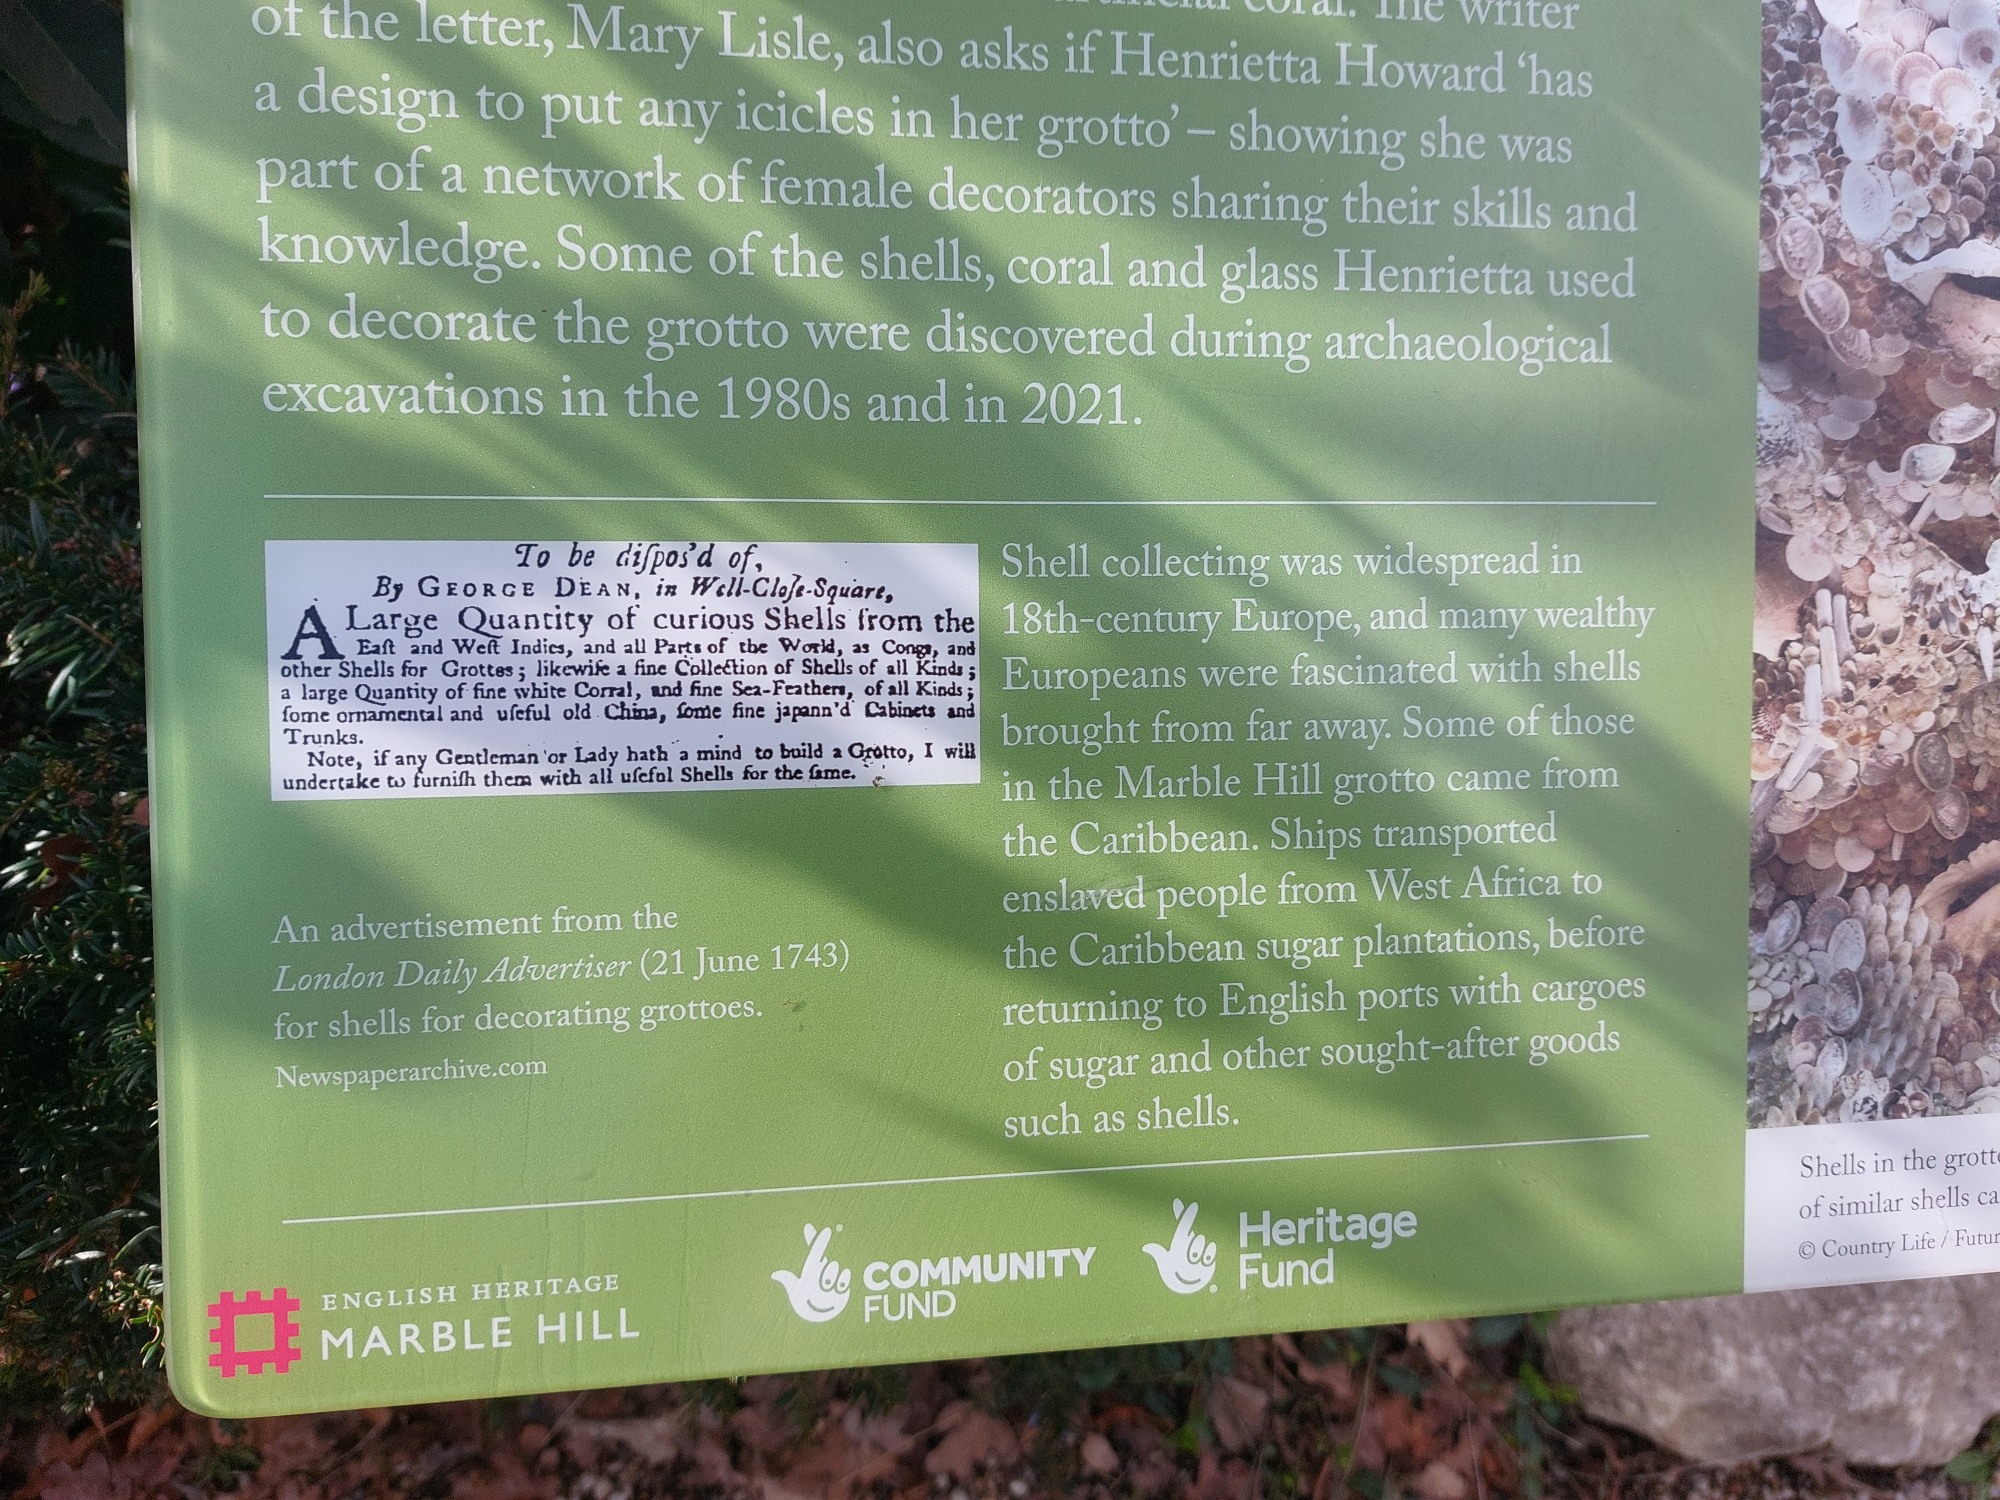 coral. The writer
of the letter, Mary Lisle, also asks if Henrietta Howard ‘has
a design to put any icicles in her grotto’ – showing she was
part of a network of female decorators sharing their skills and
knowledge. Some of the shells, coral and glass Henrietta used
to decorate the grotto were discovered during archaeological
excavations in the 1980s and in 2021.
To be diſpos’d of,
By GEORGE DEAN, in Well-Cloſe-Square,
A Large Quantity of curious Shells from the
Eaſt and Weſt Indies, and all Parts of the World, as Congs, and
other Shells for Grottes; likewiſe a fine Collection of Shells of all Kinds;
a large Quantity of fine white Corral, and fine Sea-Feathers, of all Kinds;
ſome ornamental and uſeful old China, ſome fine japann’d Cabinets and
Trunks.
Note, if any Gentleman or Lady hath a mind to build a Grotto, I will
undertake to furniſh them with all uſeful Shells for the ſame.
An advertisement from the
London Daily Advertiser (21 June 1743)
for shells for decorating grottoes.
Newspaperarchive.com
Shell collecting was widespread in
18th-century Europe, and many wealthy
Europeans were fascinated with shells
brought from far away. Some of those
in the Marble Hill grotto came from
the Caribbean. Ships transported
enslaved people from West Africa to
the Caribbean sugar plantations, before
returning to English ports with cargoes
of sugar and other sought-after goods
such as shells.
ENGLISH HERITAGE
MARBLE HILL
COMMUNITY
FUND
Heritage
Fund
Shells in the grott
of similar shells ca
© Country Life / Futur